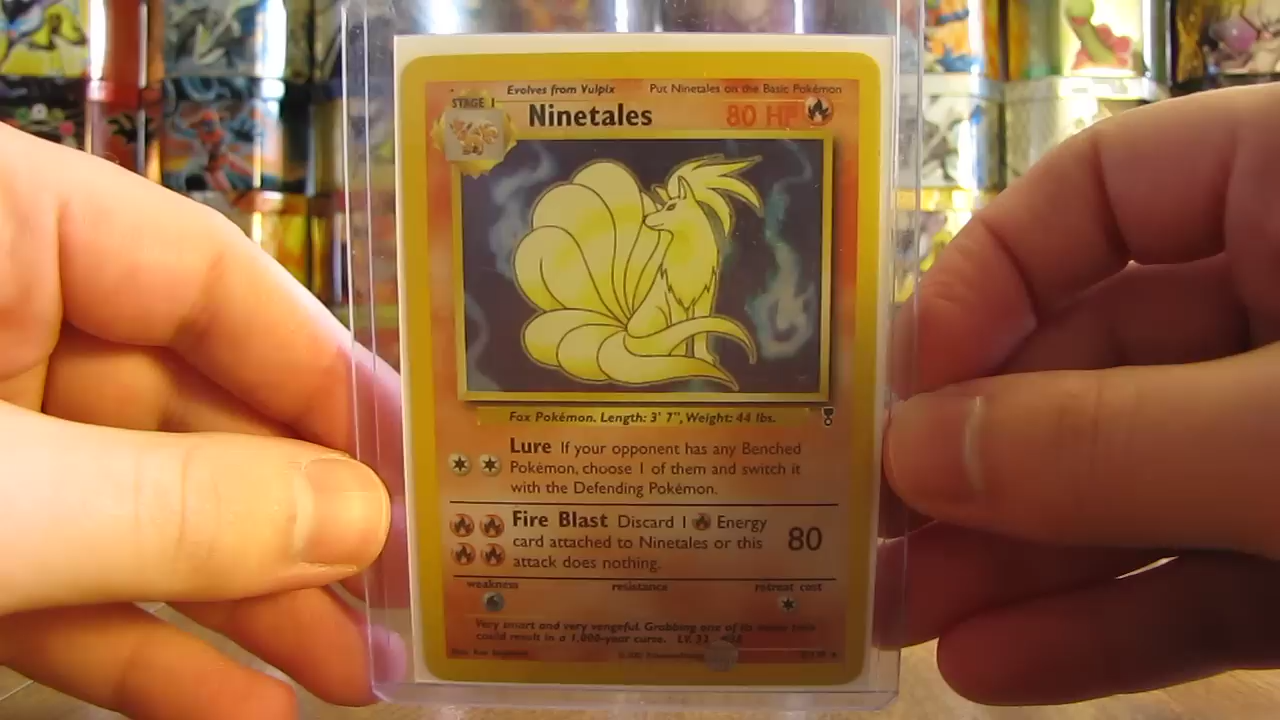 Evolves from Vulpix Put Ninetales on the Basic Pokémon
STAGE 1
Ninetales 80 HP
Fox Pokémon. Length: 3' 7", Weight: 44 lbs.
Lure If your opponent has any Benched
Pokémon, choose 1 of them and switch it
with the Defending Pokémon.
Fire Blast Discard 1 Energy
card attached to Ninetales or this 80
attack does nothing.
weakness resistance retreat cost
Very smart and very vengeful. Grabbing one of its many tails
could result in a 1,000-year curse. LV. 32 #38